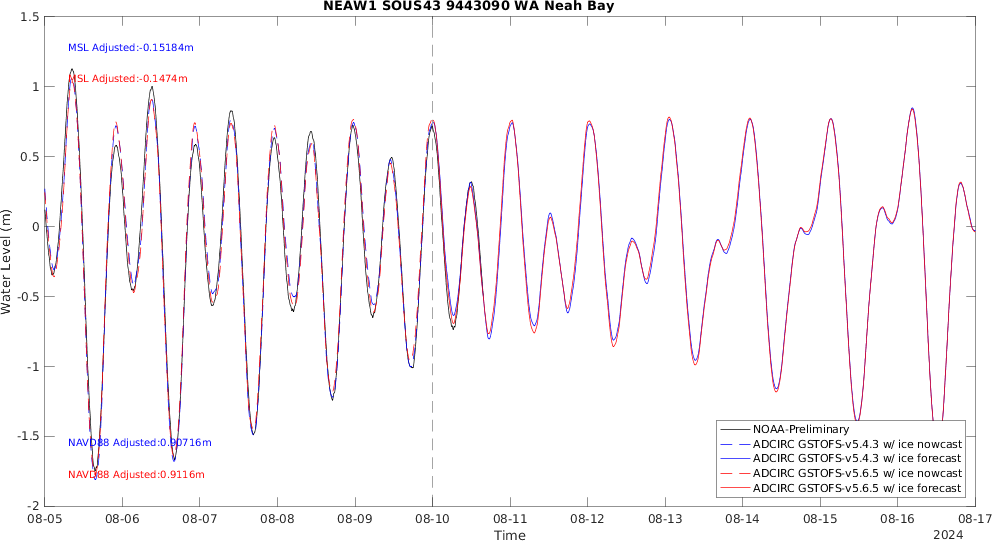 NEAW1 SOUS43 9443090 WA Neah Bay
1.5
1
0.5
0
-0.5
-1
-1.5
-2
Water Level (m)
MSL Adjusted:-0.15184m
MSL Adjusted:-0.1474m
NAVD88 Adjusted:0.90716m
NAVD88 Adjusted:0.9116m
NOAA-Preliminary
ADCIRC GSTOFS-v5.4.3 w/ ice nowcast
ADCIRC GSTOFS-v5.4.3 w/ ice forecast
ADCIRC GSTOFS-v5.6.5 w/ ice nowcast
ADCIRC GSTOFS-v5.6.5 w/ ice forecast
08-05 08-06 08-07 08-08 08-09 08-10 08-11 08-12 08-13 08-14 08-15 08-16 08-17
Time
2024